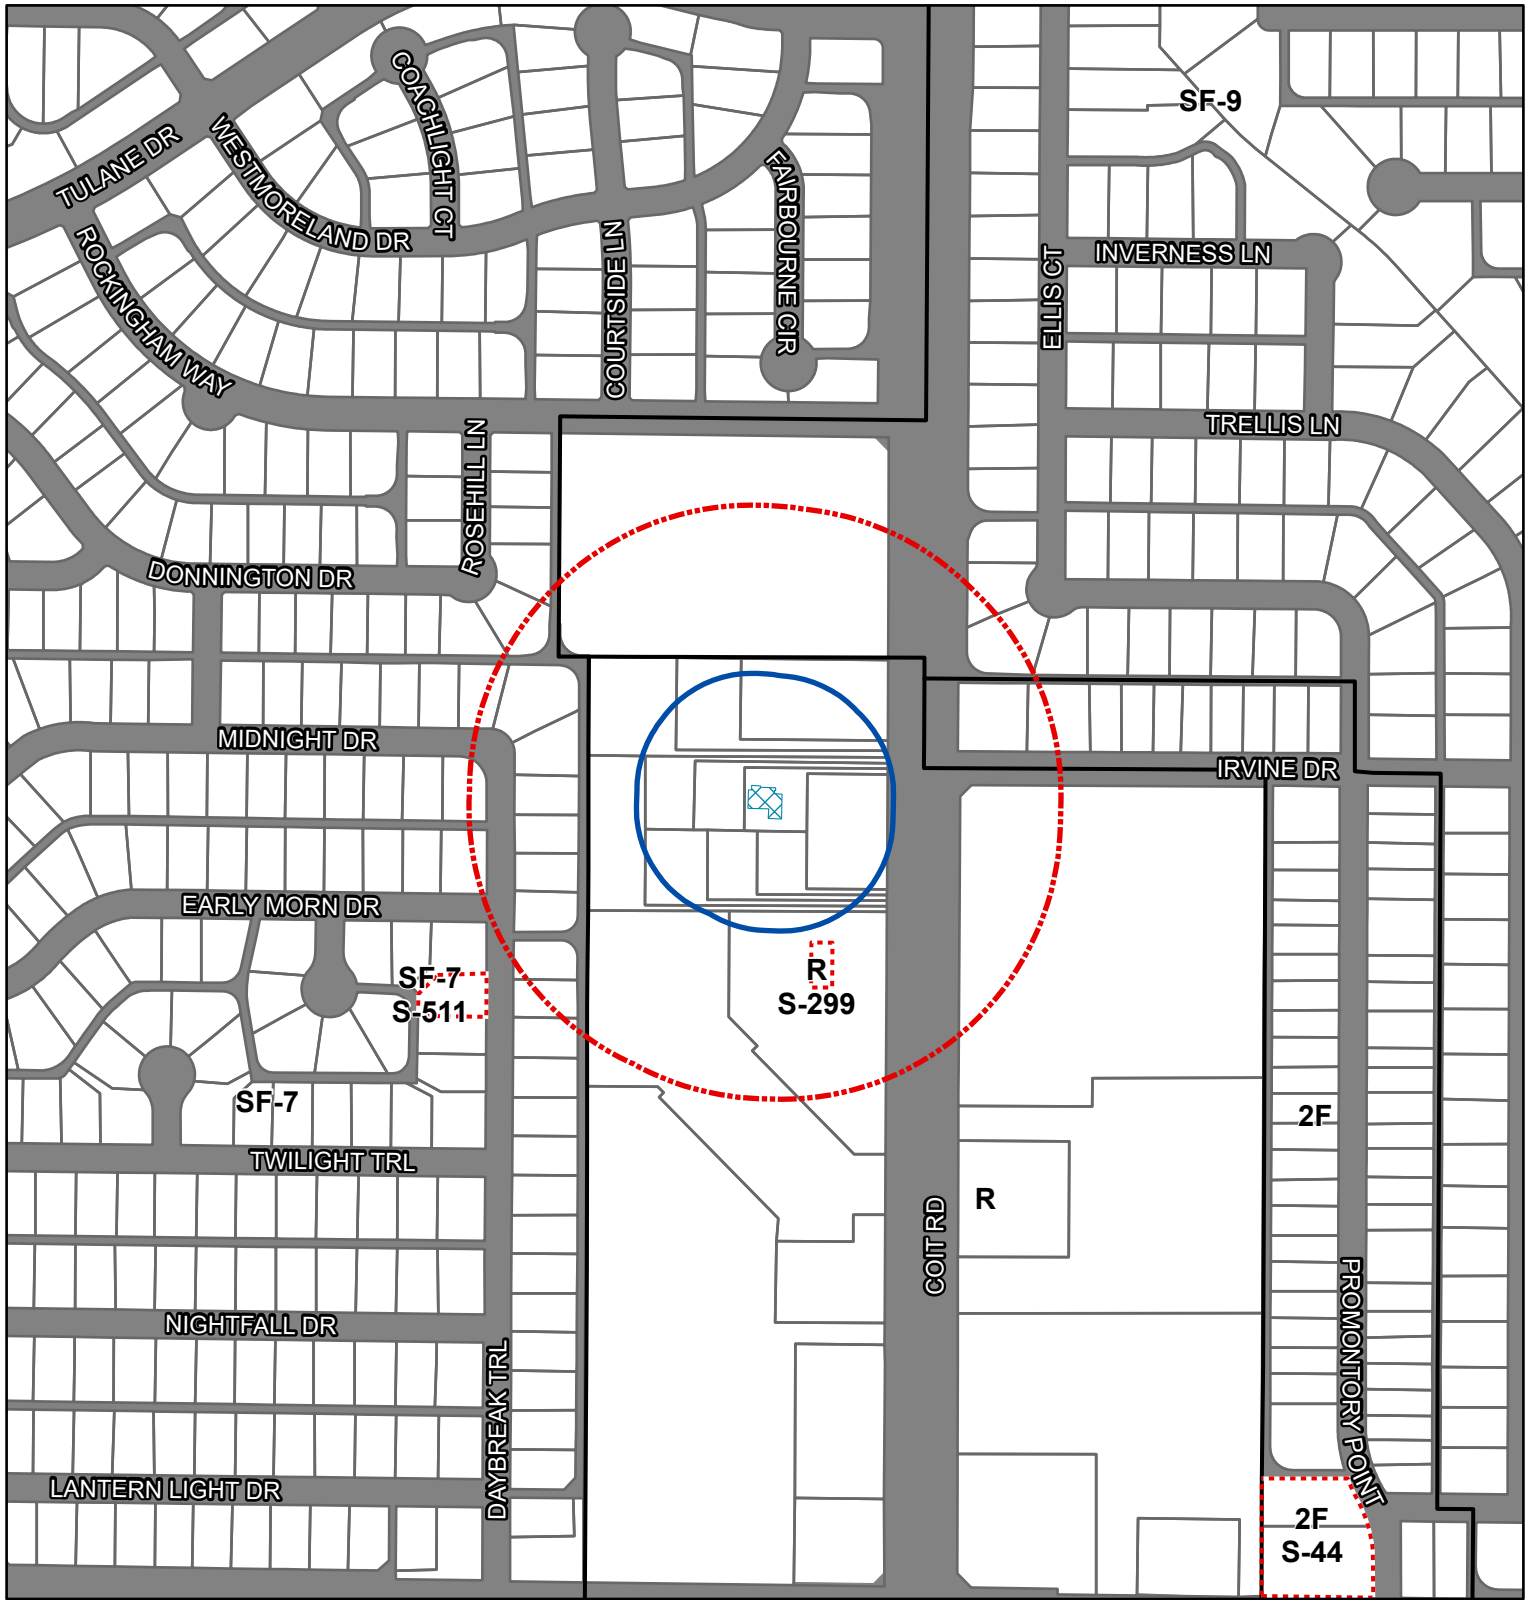 COACHLIGHT CT
SF-9
TULANE DR
WESTMORELAND DR
FAIRBOURNE CIR
ROCKINGHAM WAY
COURTSIDE LN
ELLIS CT
INVERNESS LN
ROSEHILL LN
TRELLIS LN
DONNINGTON DR
MIDNIGHT DR
IRVINE DR
EARLY MORN DR
SF-7
S-511
R
S-299
SF-7
2F
TWILIGHT TRL
R
COIT RD
PROMONTORY POINT
NIGHTFALL DR
DAYBREAK TRL
LANTERN LIGHT DR
2F
S-44